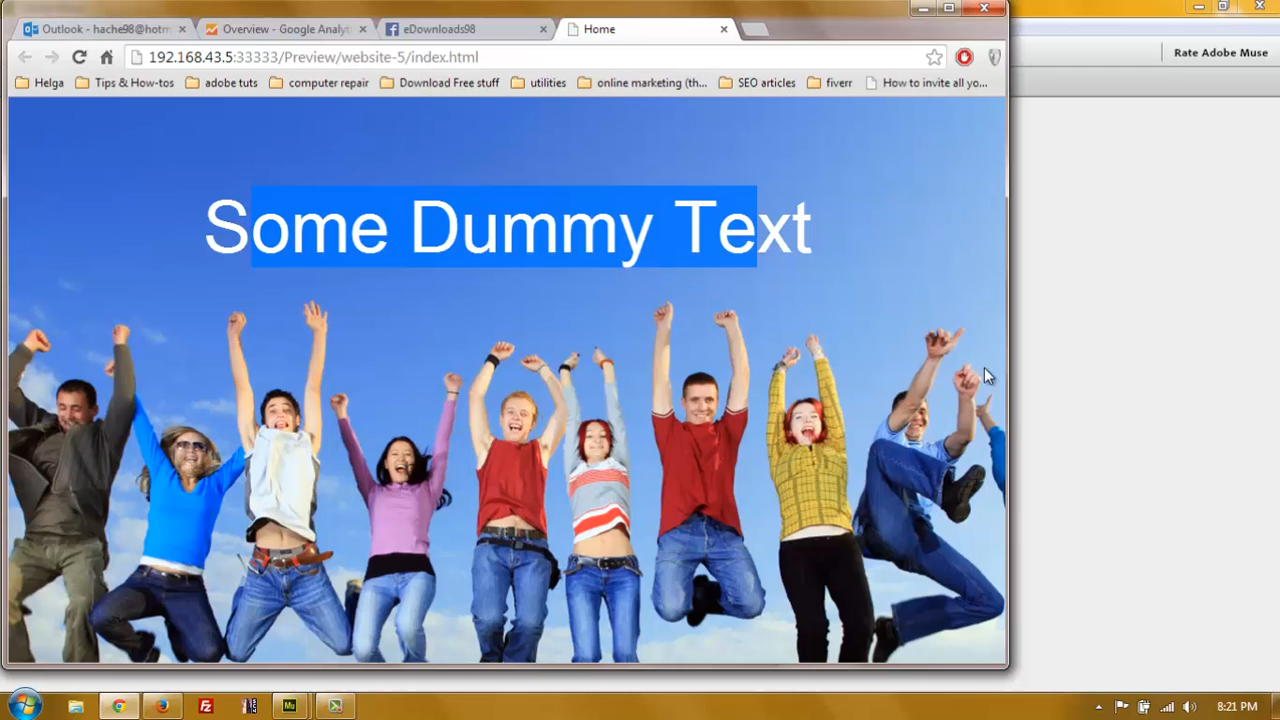 Outlook - hache98@hotm
Overview - Google Analyt
eDownloads98
Home
Rate Adobe Muse
192.168.43.5:33333/Preview/website-5/index.html
Helga
Tips & How-tos
adobe tuts
computer repair
Download Free stuff
utilities
online marketing (th...
SEO articles
fiverr
How to invite all yo...
Some Dummy Text
Fz
Mu
8:21 PM